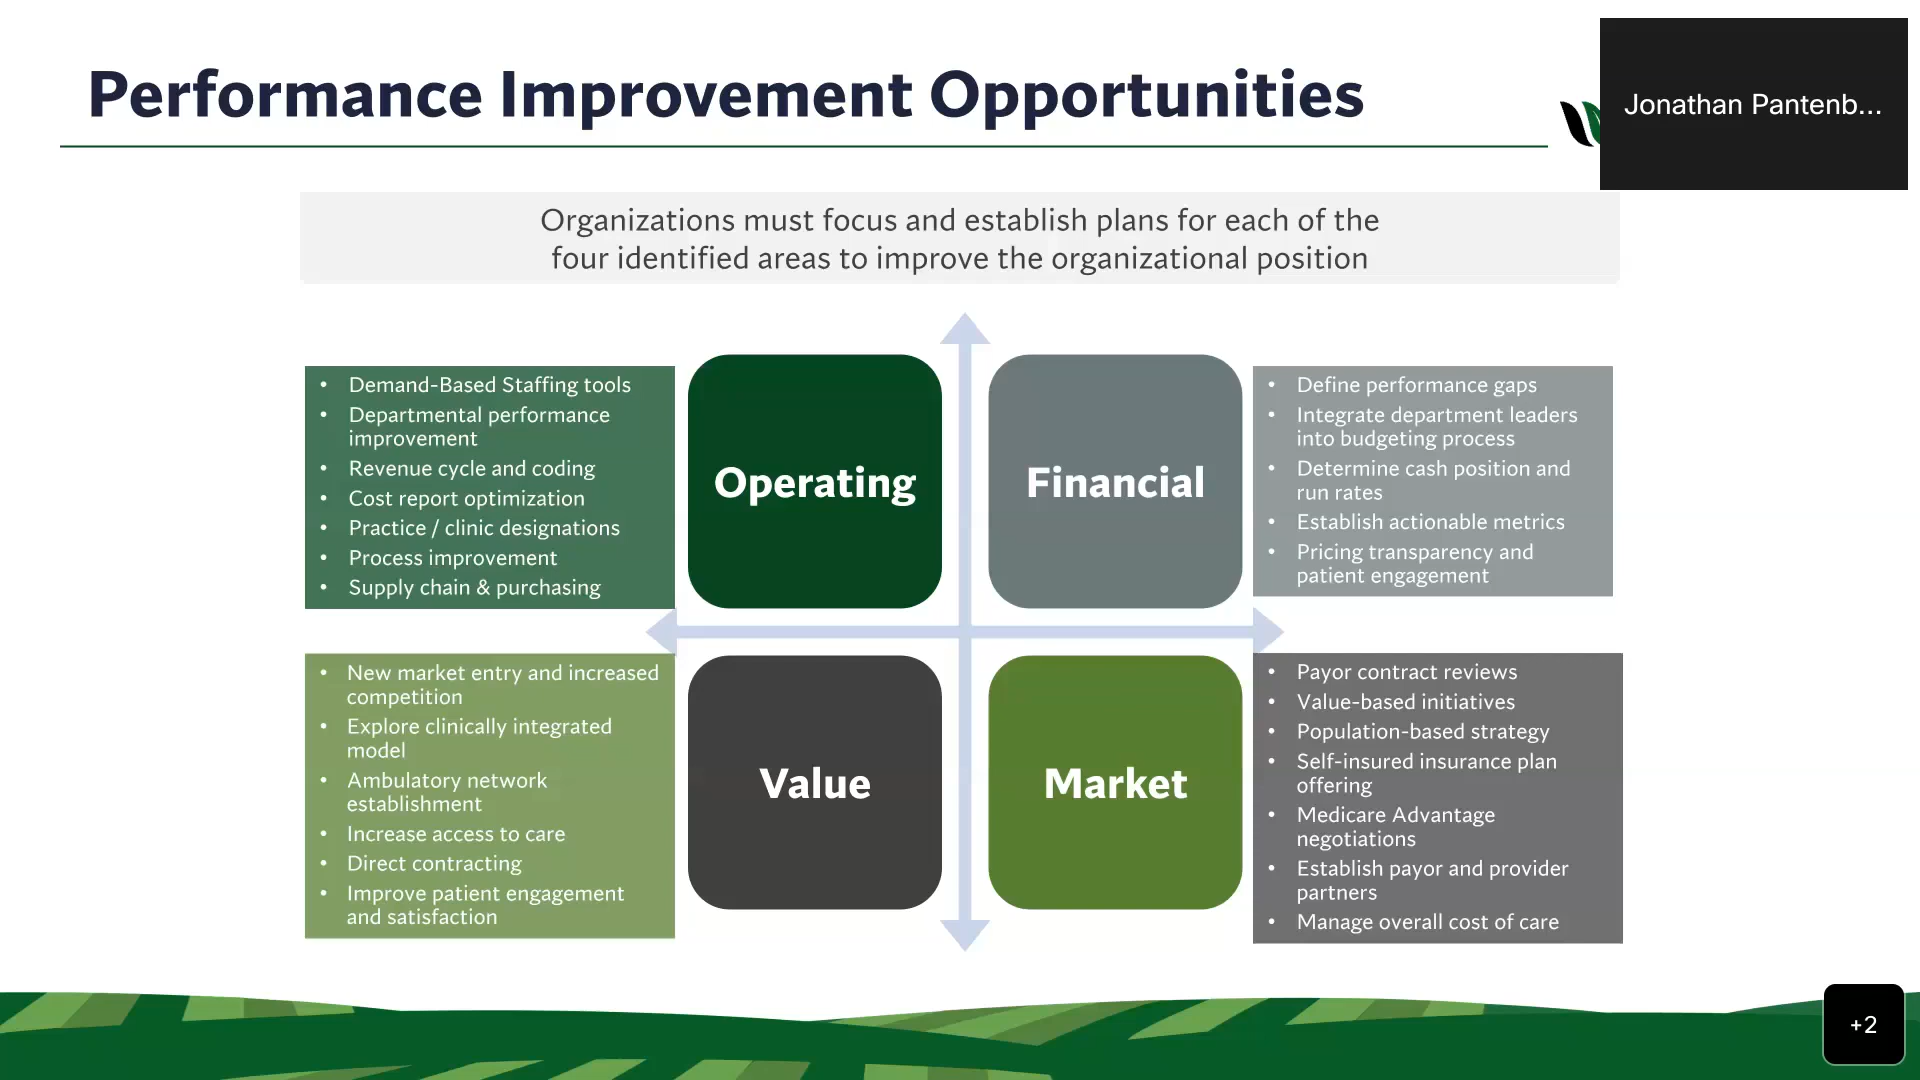 Performance Improvement Opportunities
Jonathan Pantenb...
Organizations must focus and establish plans for each of the
four identified areas to improve the organizational position
• Demand-Based Staffing tools
• Departmental performance
improvement
• Revenue cycle and coding
• Cost report optimization
• Practice / clinic designations
• Process improvement
• Supply chain & purchasing
Operating
Financial
• Define performance gaps
• Integrate department leaders
into budgeting process
• Determine cash position and
run rates
• Establish actionable metrics
• Pricing transparency and
patient engagement
• New market entry and increased
competition
• Explore clinically integrated
model
• Ambulatory network
establishment
• Increase access to care
• Direct contracting
• Improve patient engagement
and satisfaction
Value
Market
• Payor contract reviews
• Value-based initiatives
• Population-based strategy
• Self-insured insurance plan
offering
• Medicare Advantage
negotiations
• Establish payor and provider
partners
• Manage overall cost of care
+2